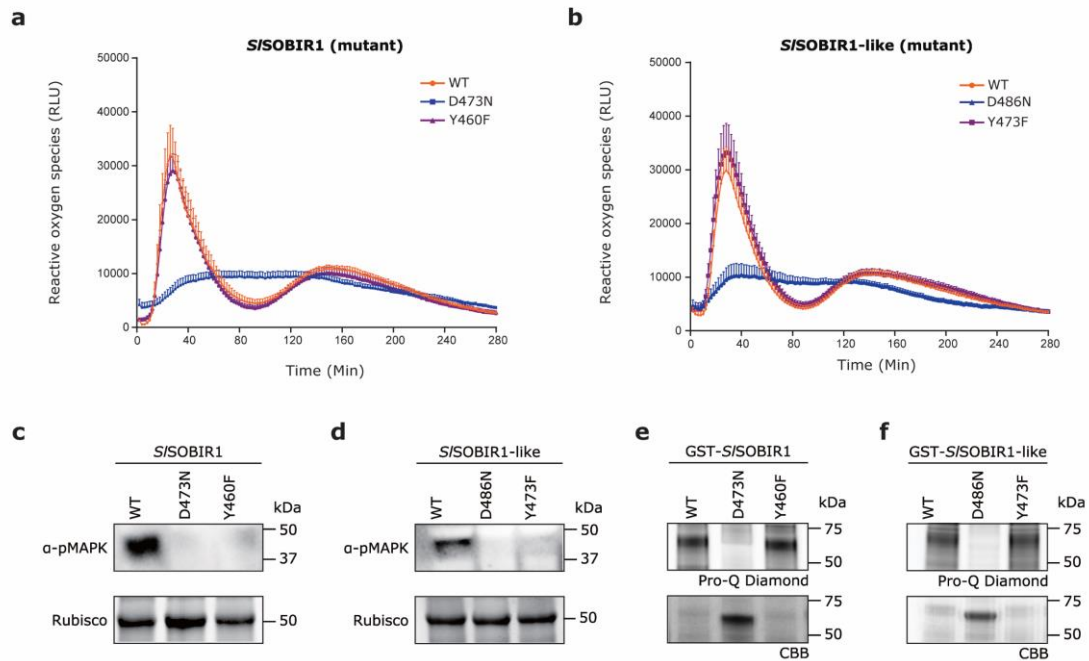 a
SlSOBIR1 (mutant)
50000
40000
30000
20000
10000
0
Reactive oxygen species (RLU)
0 40 80 120 160 200 240 280
Time (Min)
WT
D473N
Y460F
b
SlSOBIR1-like (mutant)
50000
40000
30000
20000
10000
0
Reactive oxygen species (RLU)
0 40 80 120 160 200 240 280
Time (Min)
WT
D486N
Y473F
c
SlSOBIR1
WT D473N Y460F
kDa
α-pMAPK
50
37
Rubisco
50
d
SlSOBIR1-like
WT D486N Y473F
kDa
α-pMAPK
50
37
Rubisco
50
e
GST-SlSOBIR1
WT D473N Y460F
kDa
75
50
Pro-Q Diamond
75
50
CBB
f
GST-SlSOBIR1-like
WT D486N Y473F
kDa
75
50
Pro-Q Diamond
75
50
CBB